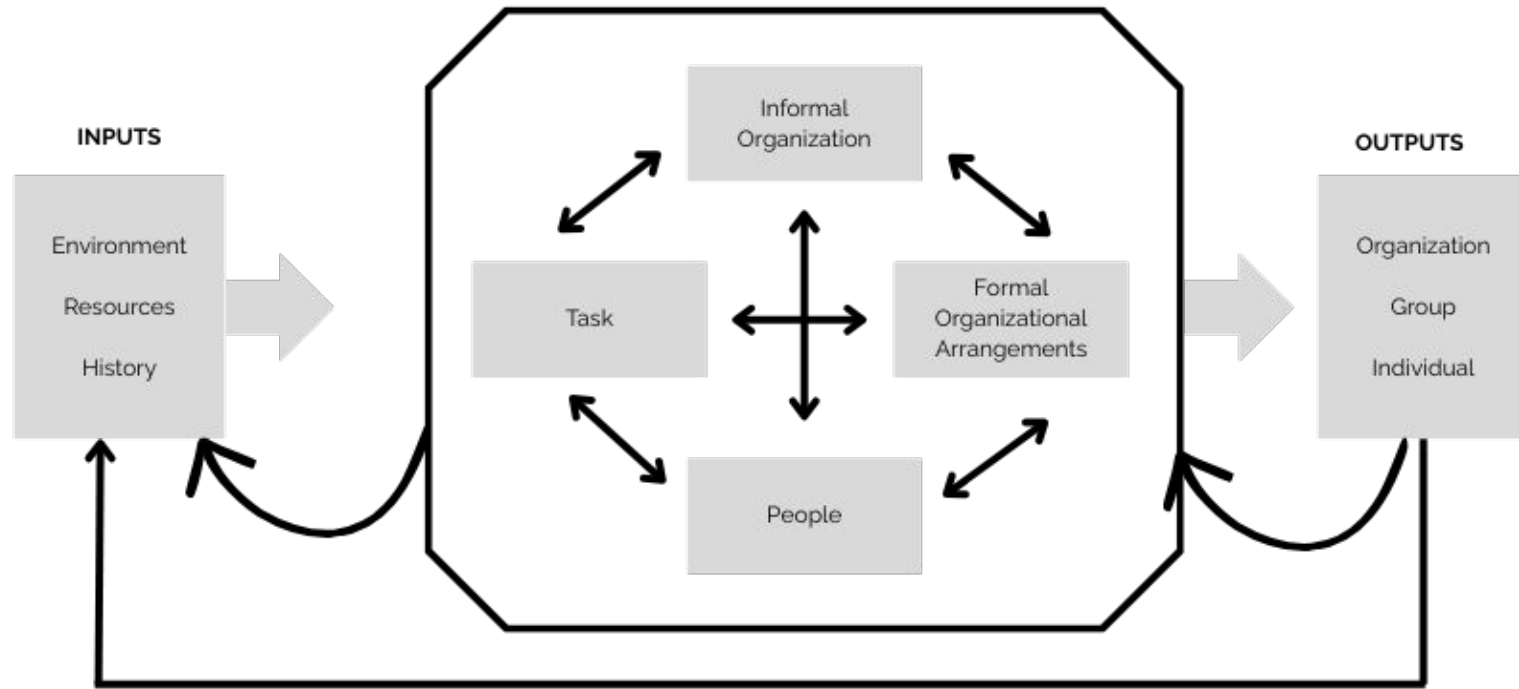 INPUTS
Environment
Resources
History
Informal
Organization
Task
Formal
Organizational
Arrangements
People
OUTPUTS
Organization
Group
Individual